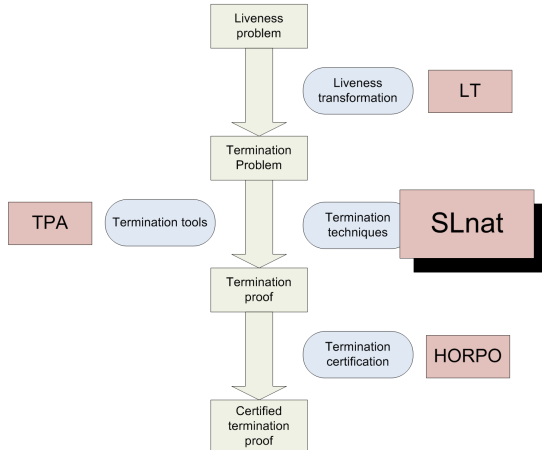 Liveness
problem
Liveness
transformation
LT
Termination
Problem
TPA
Termination tools
Termination
techniques
SLnat
Termination
proof
Termination
certification
HORPO
Certified
termination
proof